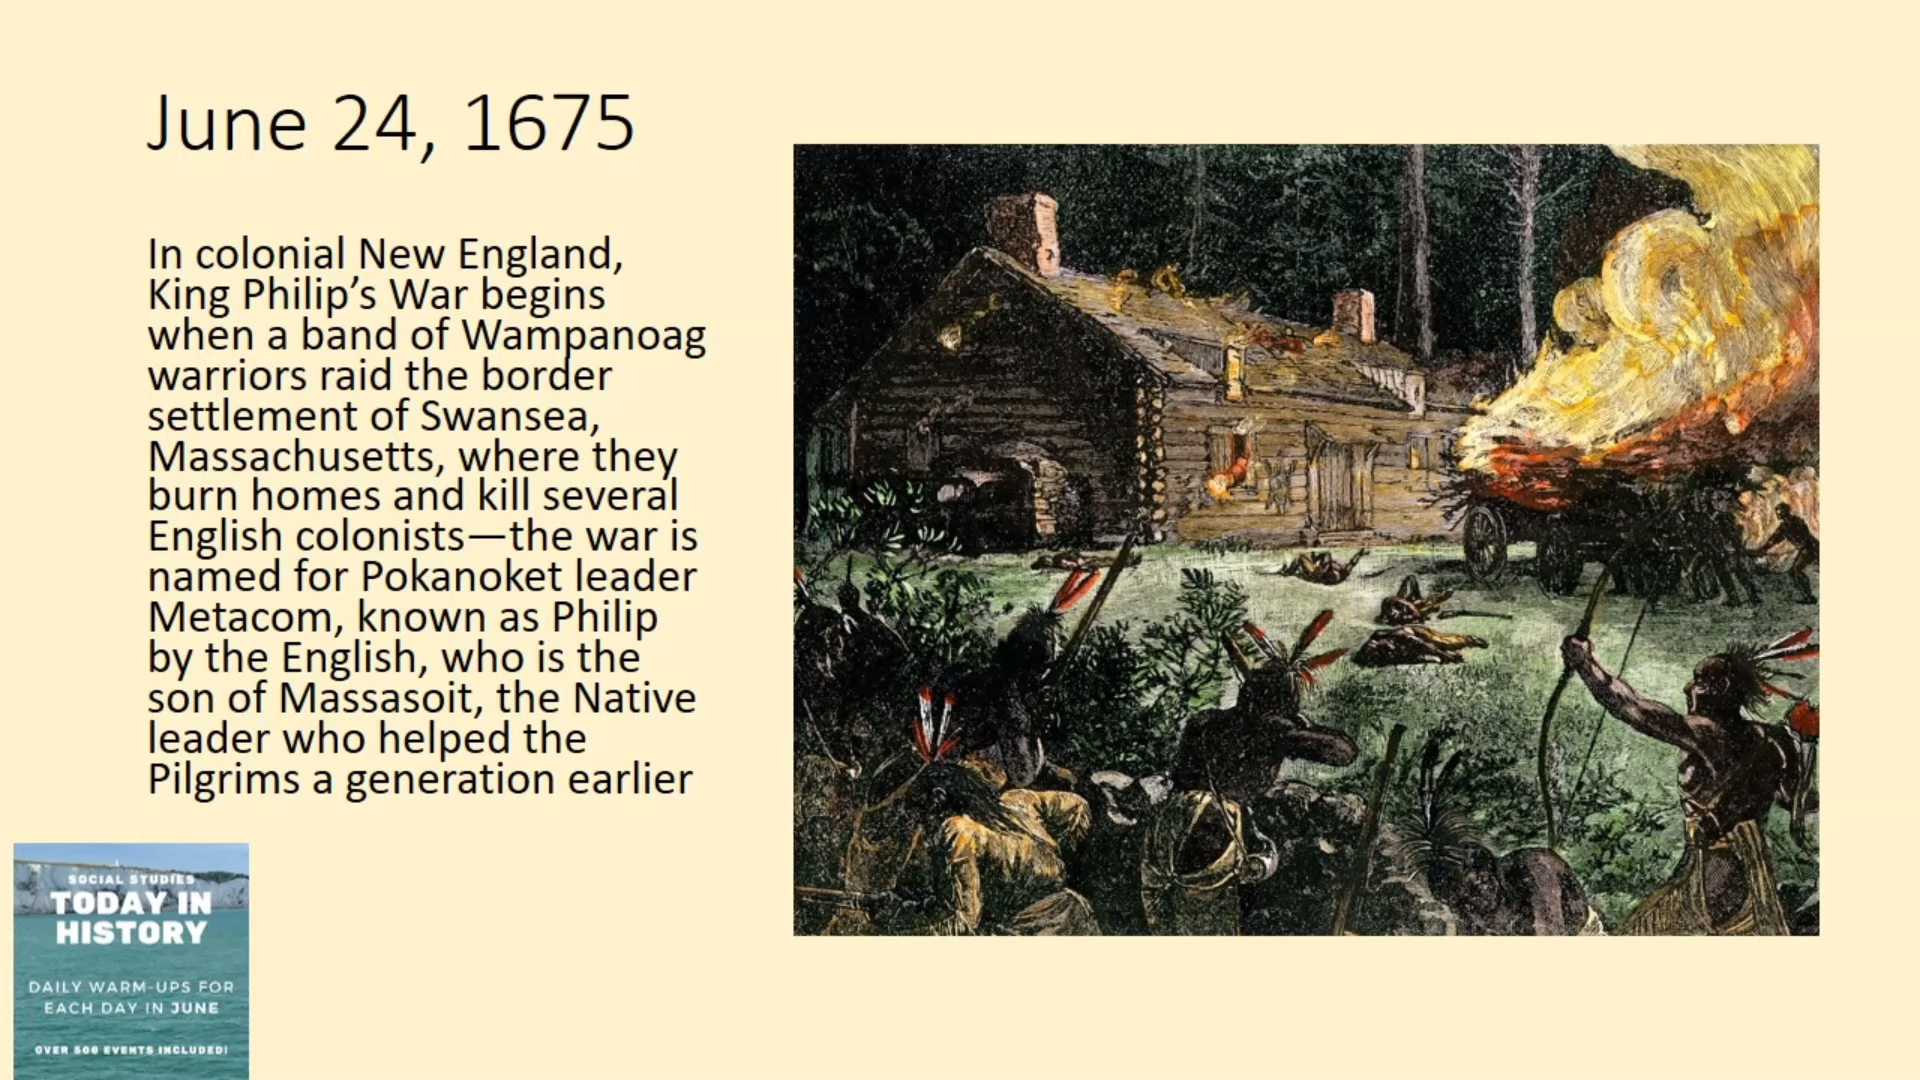 June 24, 1675
In colonial New England,
King Philip’s War begins
when a band of Wampanoag
warriors raid the border
settlement of Swansea,
Massachusetts, where they
burn homes and kill several
English colonists—the war is
named for Pokanoket leader
Metacom, known as Philip
by the English, who is the
son of Massasoit, the Native
leader who helped the
Pilgrims a generation earlier
SOCIAL STUDIES
TODAY IN
HISTORY
DAILY WARM-UPS FOR
EACH DAY IN JUNE
OVER 500 EVENTS INCLUDED!